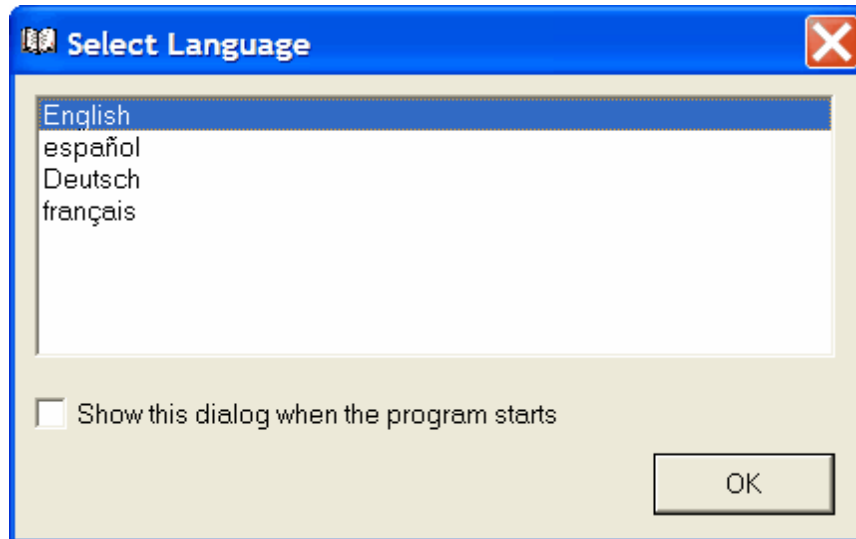 Select Language
English
español
Deutsch
français
Show this dialog when the program starts
OK